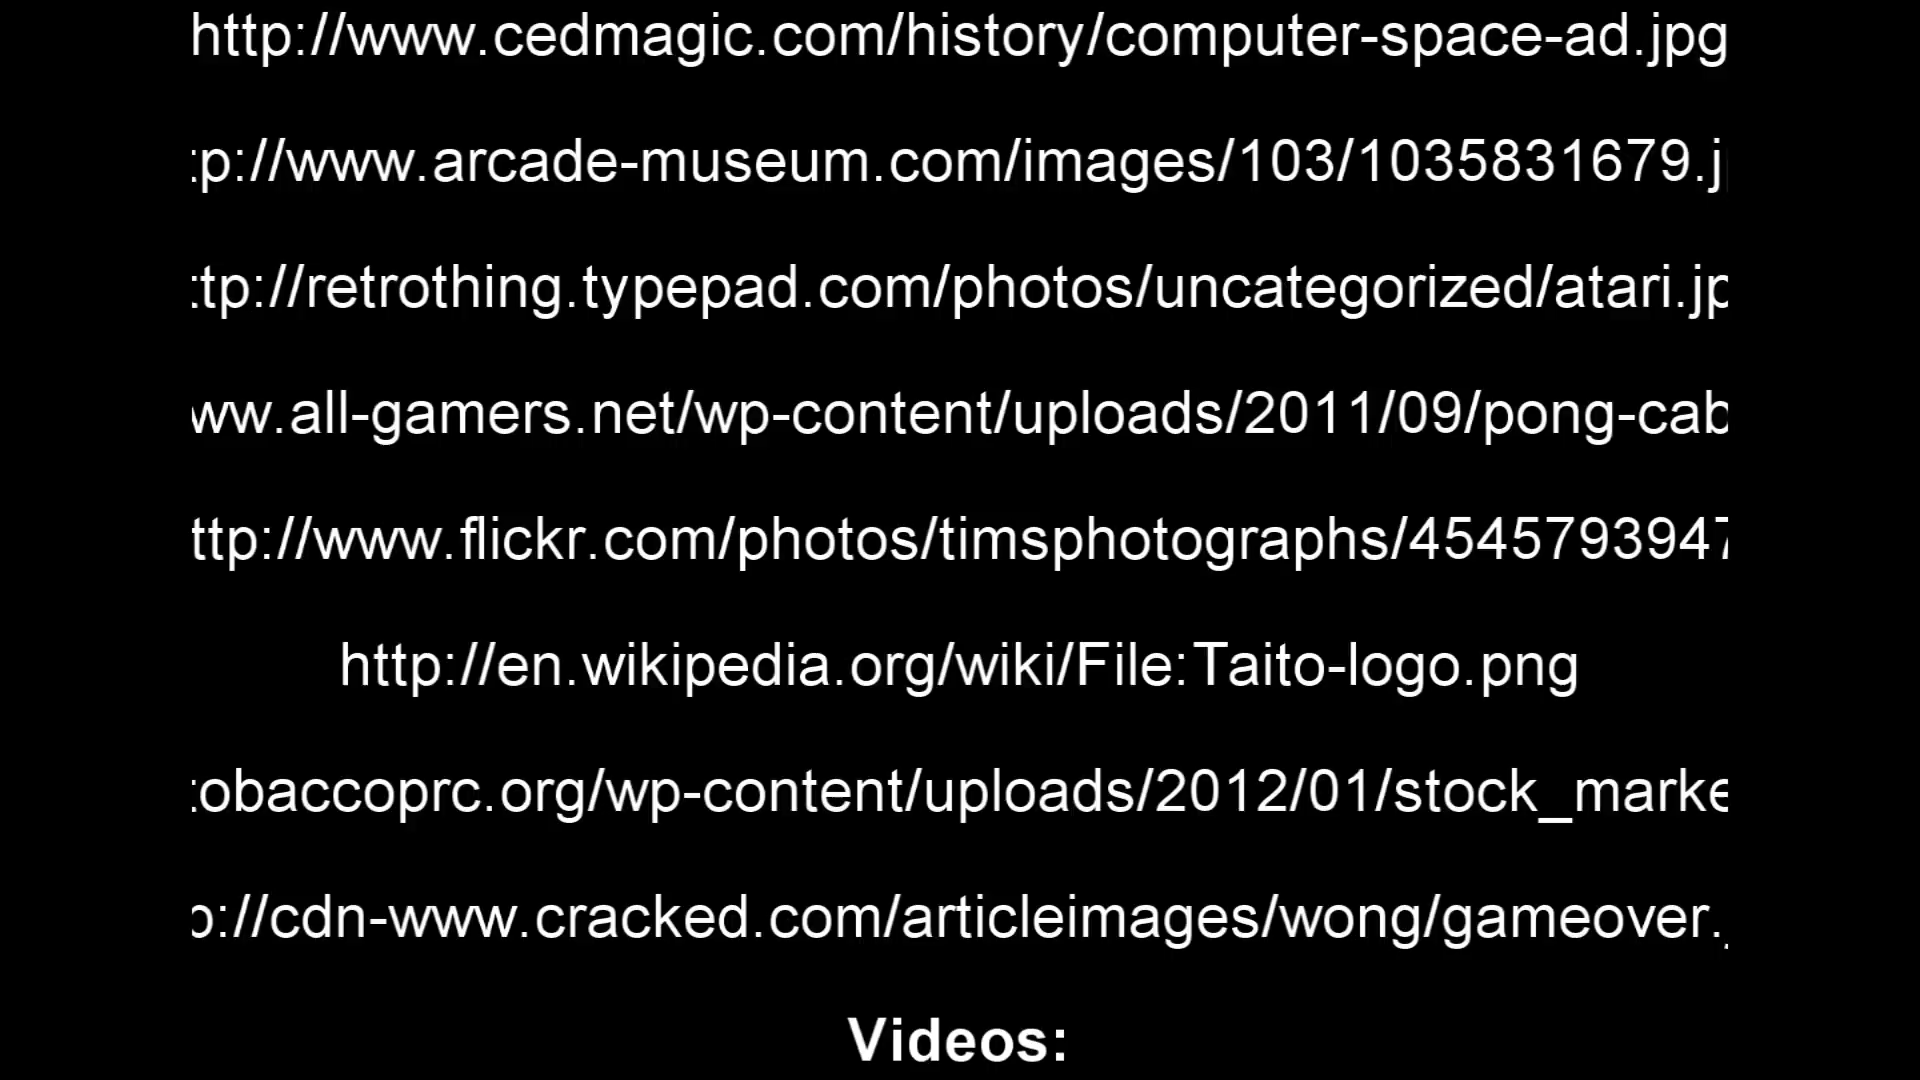 http://www.cedmagic.com/history/computer-space-ad.jpg
tp://www.arcade-museum.com/images/103/1035831679.j
ttp://retrothing.typepad.com/photos/uncategorized/atari.jp
ww.all-gamers.net/wp-content/uploads/2011/09/pong-cab
ttp://www.flickr.com/photos/timsphotographs/4545793947
http://en.wikipedia.org/wiki/File:Taito-logo.png
tobaccoprc.org/wp-content/uploads/2012/01/stock_marke
p://cdn-www.cracked.com/articleimages/wong/gameover.j
Videos: